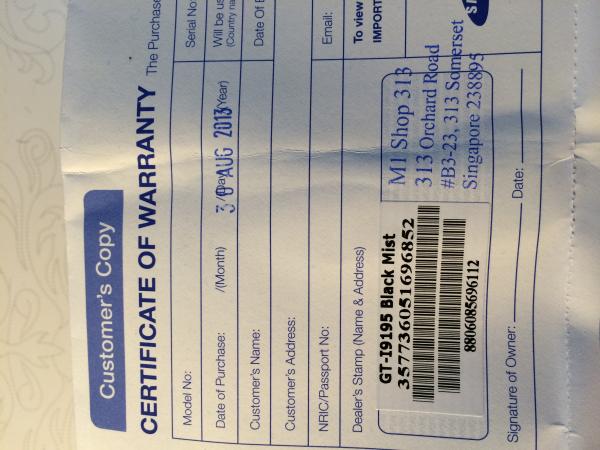 Customer's Copy
CERTIFICATE OF WARRANTY The Purchase
Model No: Serial No
Date of Purchase: /(Month) 30 AUG 2013 /(Day) (Year) Will be us
(Country na
Customer's Name: Date Of B
Customer's Address:
NRIC/Passport No: Email:
Dealer's Stamp (Name & Address) To view
IMPORT
GT-I9195 Black Mist
357736051696852
8806085696112
M1 Shop 313
313 Orchard Road
#B3-23, 313 Somerset
Singapore 238895
Signature of Owner: Date: